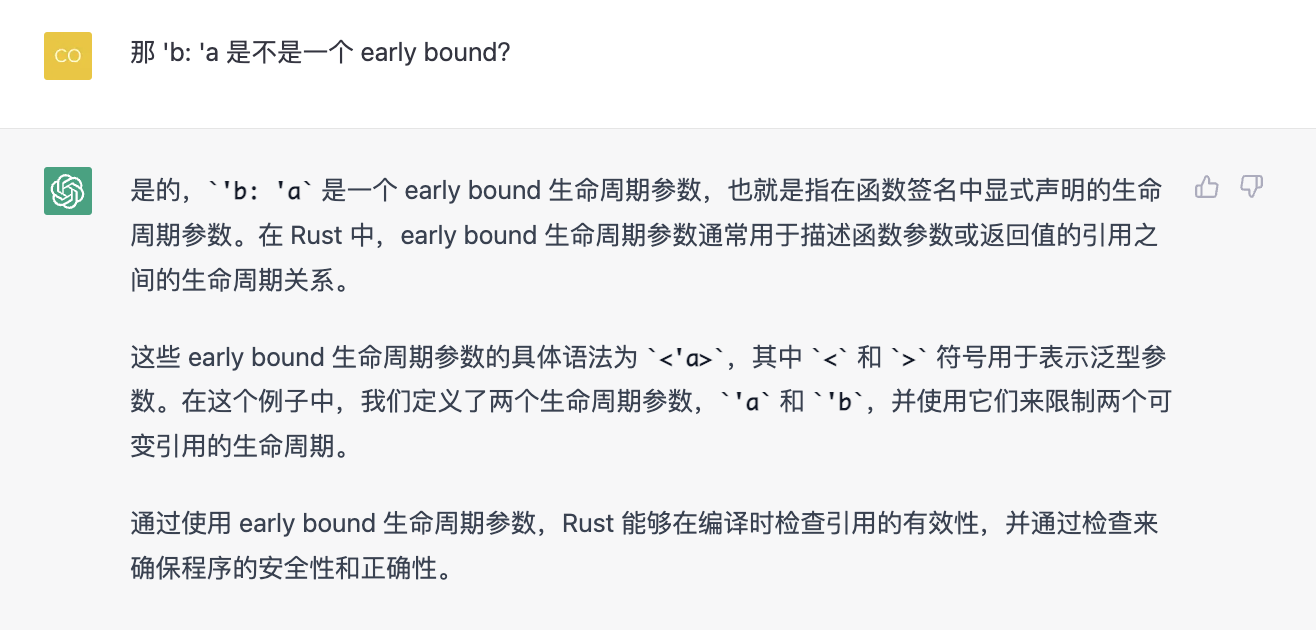 CO
那 'b: 'a 是不是一个 early bound?
是的，`'b: 'a` 是一个 early bound 生命周期参数，也就是指在函数签名中显式声明的生命
周期参数。在 Rust 中，early bound 生命周期参数通常用于描述函数参数或返回值的引用之
间的生命周期关系。
这些 early bound 生命周期参数的具体语法为 `<'a>`，其中 `<` 和 `>` 符号用于表示泛型参
数。在这个例子中，我们定义了两个生命周期参数，`'a` 和 `'b`，并使用它们来限制两个可
变引用的生命周期。
通过使用 early bound 生命周期参数，Rust 能够在编译时检查引用的有效性，并通过检查来
确保程序的安全性和正确性。